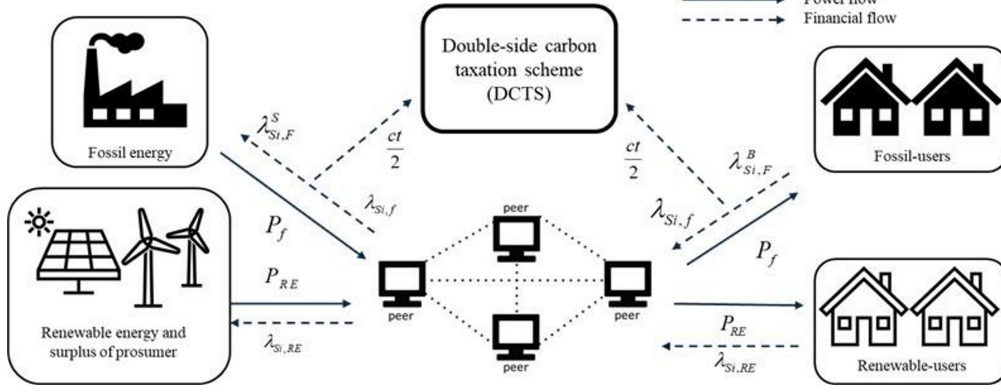 Power flow
Financial flow
Double-side carbon
taxation scheme
(DCTS)
Fossil energy
λ^S_{Si,F}
ct/2
λ_{Si,f}
P_f
Renewable energy and
surplus of prosumer
P_{RE}
λ_{Si,RE}
peer
peer
peer
peer
ct/2
λ^B_{Si,F}
λ_{Si,f}
P_f
Fossil-users
P_{RE}
λ_{Si,RE}
Renewable-users